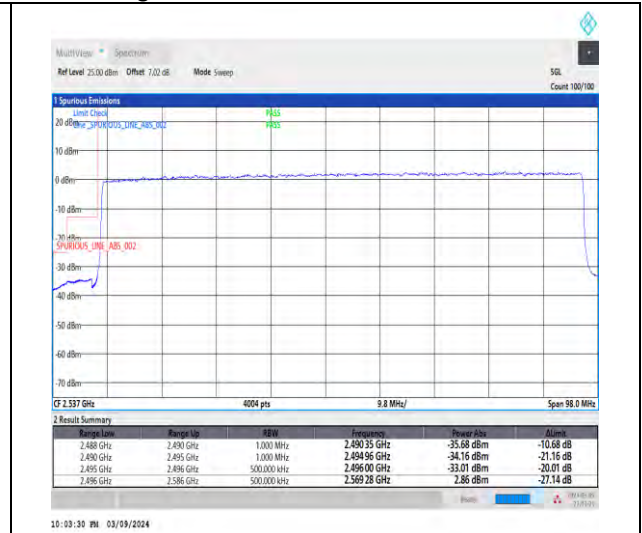 MultiView Spectrum
Ref Level 25.00 dBm Offset 7.02 dB Mode Sweep SGL
Count 100/100
1 Spurious Emissions
Limit Check PASS
Line _SPURIOUS_LINE_ABS_002 PASS
20 dBm
10 dBm
0 dBm
-10 dBm
-20 dBm
SPURIOUS_LINE_ABS_002
-30 dBm
-40 dBm
-50 dBm
-60 dBm
-70 dBm
CF 2.537 GHz 4004 pts 9.8 MHz/ Span 98.0 MHz
2 Result Summary
Range Low Range Up RBW Frequency Power Abs ΔLimit
2.488 GHz 2.490 GHz 1.000 MHz 2.490 35 GHz -35.68 dBm -10.68 dB
2.490 GHz 2.495 GHz 1.000 MHz 2.494 96 GHz -34.16 dBm -21.16 dB
2.495 GHz 2.496 GHz 500.000 kHz 2.496 00 GHz -33.01 dBm -20.01 dB
2.496 GHz 2.586 GHz 500.000 kHz 2.569 28 GHz 2.86 dBm -27.14 dB
10:03:30 PM 03/09/2024